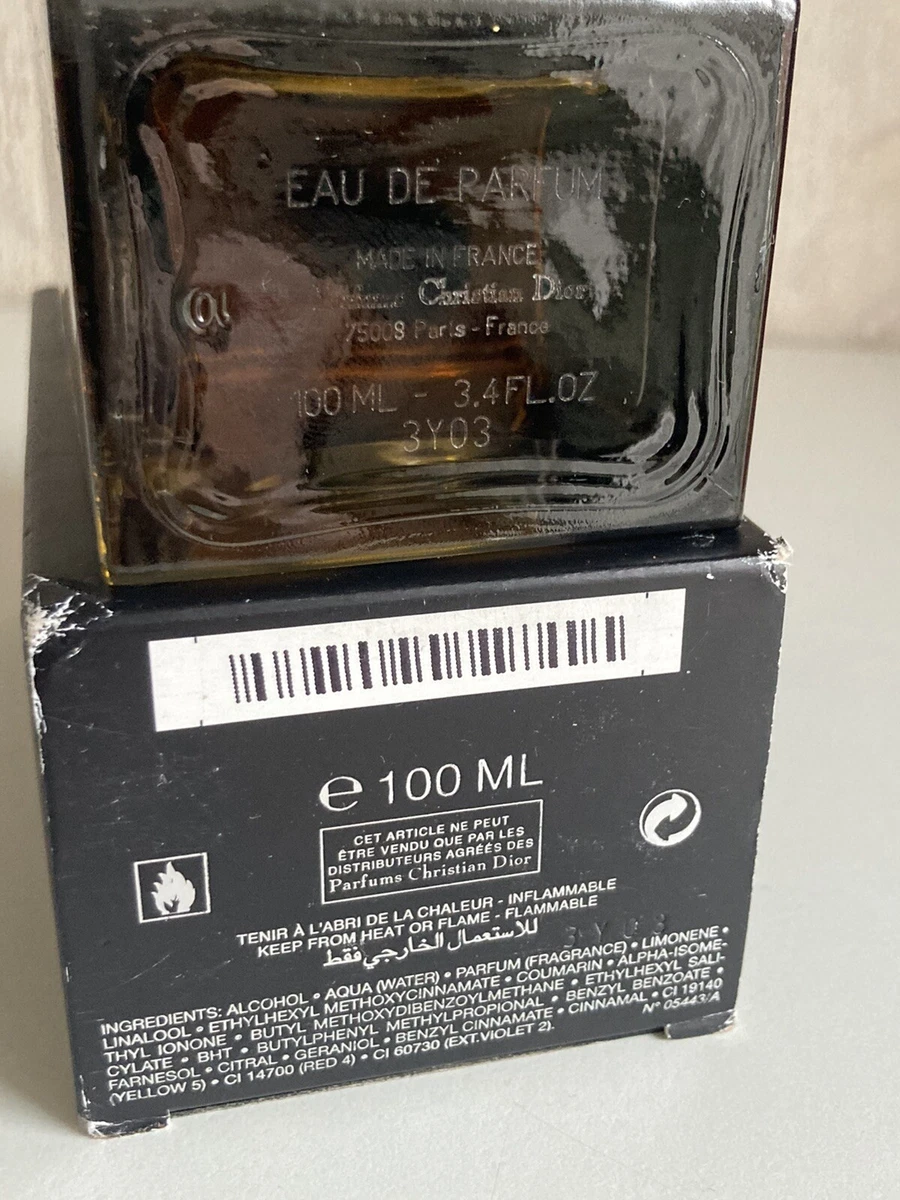 EAU DE PARFUM
MADE IN FRANCE
Christian Dior
75008 Paris - France
100 ML - 3.4 FL.OZ
3Y03
e 100 ML
CET ARTICLE NE PEUT
ÊTRE VENDU QUE PAR LES
DISTRIBUTEURS AGRÉÉS DES
Parfums Christian Dior
TENIR À L'ABRI DE LA CHALEUR - INFLAMMABLE
KEEP FROM HEAT OR FLAME - FLAMMABLE
للاستعمال الخارجي فقط
3Y03
INGREDIENTS: ALCOHOL • AQUA (WATER) • PARFUM (FRAGRANCE) • LIMONENE •
LINALOOL • ETHYLHEXYL METHOXYCINNAMATE • COUMARIN • ALPHA-ISOME-
THYL IONONE • BUTYL METHOXYDIBENZOYLMETHANE • ETHYLHEXYL SALI-
CYLATE • BHT • BUTYLPHENYL METHYLPROPIONAL • BENZYL BENZOATE •
FARNESOL • CITRAL • GERANIOL • BENZYL CINNAMATE • CINNAMAL • CI 19140
(YELLOW 5) • CI 14700 (RED 4) • CI 60730 (EXT.VIOLET 2).
N° 05443/A